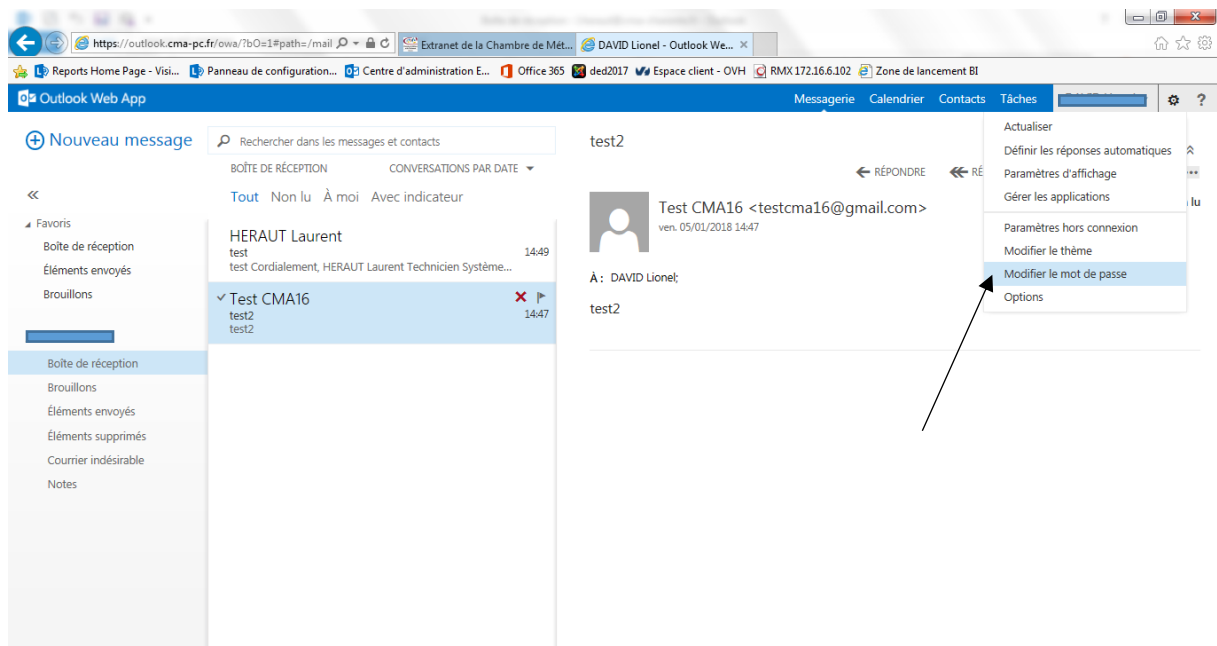 https://outlook.cma-pc.fr/owa/?bO=1#path=/mail
Extranet de la Chambre de Mét...
DAVID Lionel - Outlook We...
Reports Home Page - Visi...
Panneau de configuration...
Centre d'administration E...
Office 365
ded2017
Espace client - OVH
RMX 172.16.6.102
Zone de lancement BI
Outlook Web App
Messagerie
Calendrier
Contacts
Tâches
?
Nouveau message
Rechercher dans les messages et contacts
BOÎTE DE RÉCEPTION
CONVERSATIONS PAR DATE
Tout Non lu À moi Avec indicateur
Favoris
Boîte de réception
Éléments envoyés
Brouillons
Boîte de réception
Brouillons
Éléments envoyés
Éléments supprimés
Courrier indésirable
Notes
HERAUT Laurent
test 14:49
test Cordialement, HERAUT Laurent Technicien Système...
Test CMA16
test2 14:47
test2
test2
RÉPONDRE
RÉ
lu
Test CMA16 <testcma16@gmail.com>
ven. 05/01/2018 14:47
À : DAVID Lionel;
test2
Actualiser
Définir les réponses automatiques
Paramètres d'affichage
Gérer les applications
Paramètres hors connexion
Modifier le thème
Modifier le mot de passe
Options